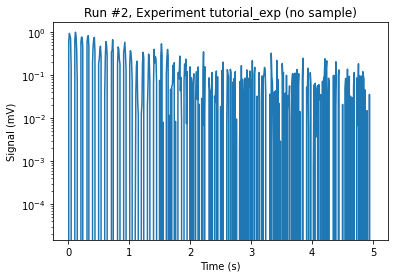 Run #2, Experiment tutorial_exp (no sample)
Signal (mV)
10⁰
10⁻¹
10⁻²
10⁻³
10⁻⁴
0 1 2 3 4 5
Time (s)